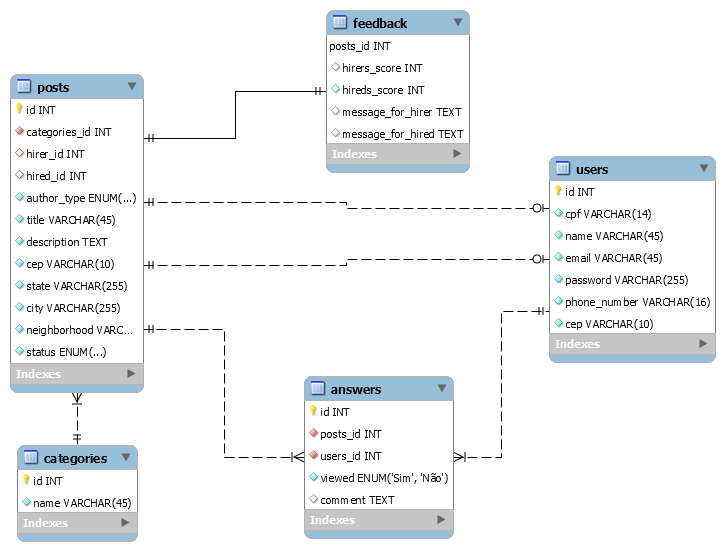 feedback
posts_id INT
hirers_score INT
hireds_score INT
message_for_hirer TEXT
message_for_hired TEXT
Indexes
posts
id INT
categories_id INT
hirer_id INT
hired_id INT
author_type ENUM(...)
title VARCHAR(45)
description TEXT
cep VARCHAR(10)
state VARCHAR(255)
city VARCHAR(255)
neighborhood VARC...
status ENUM(...)
Indexes
users
id INT
cpf VARCHAR(14)
name VARCHAR(45)
email VARCHAR(45)
password VARCHAR(255)
phone_number VARCHAR(16)
cep VARCHAR(10)
Indexes
answers
id INT
posts_id INT
users_id INT
viewed ENUM('Sim', 'Não')
comment TEXT
Indexes
categories
id INT
name VARCHAR(45)
Indexes